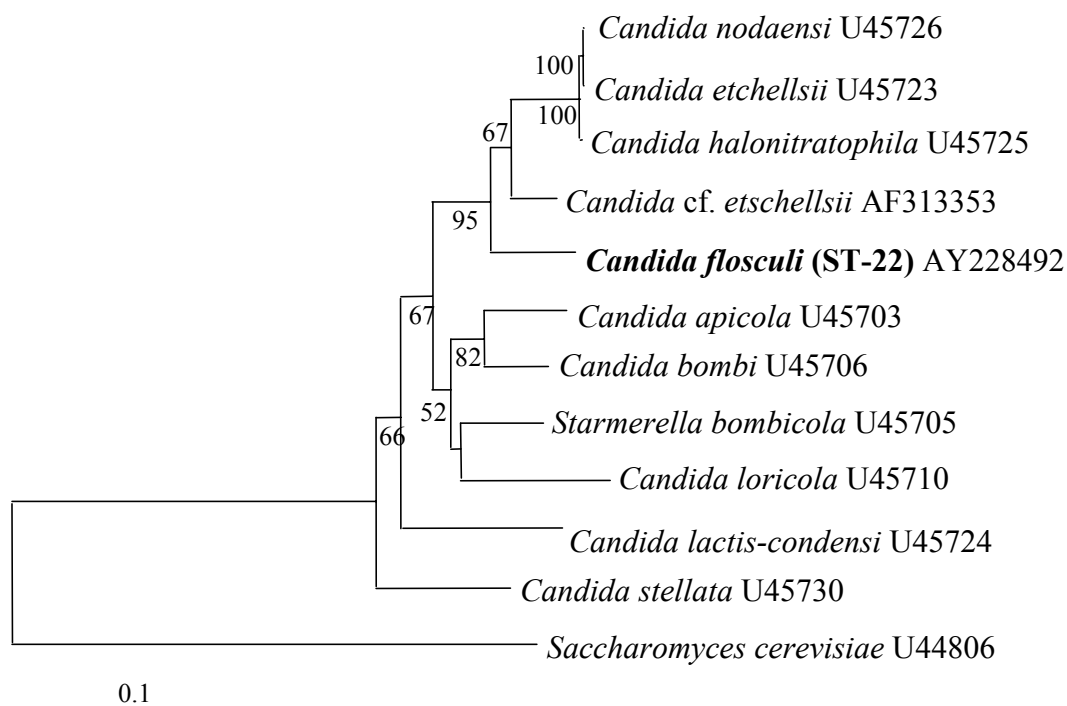 Candida nodaensi U45726
100
Candida etchellsii U45723
100
67
Candida halonitratophila U45725
Candida cf. etschellsii AF313353
95
Candida flosculi (ST-22) AY228492
67
Candida apicola U45703
82
Candida bombi U45706
52
Starmerella bombicola U45705
66
Candida loricola U45710
Candida lactis-condensi U45724
Candida stellata U45730
Saccharomyces cerevisiae U44806
0.1